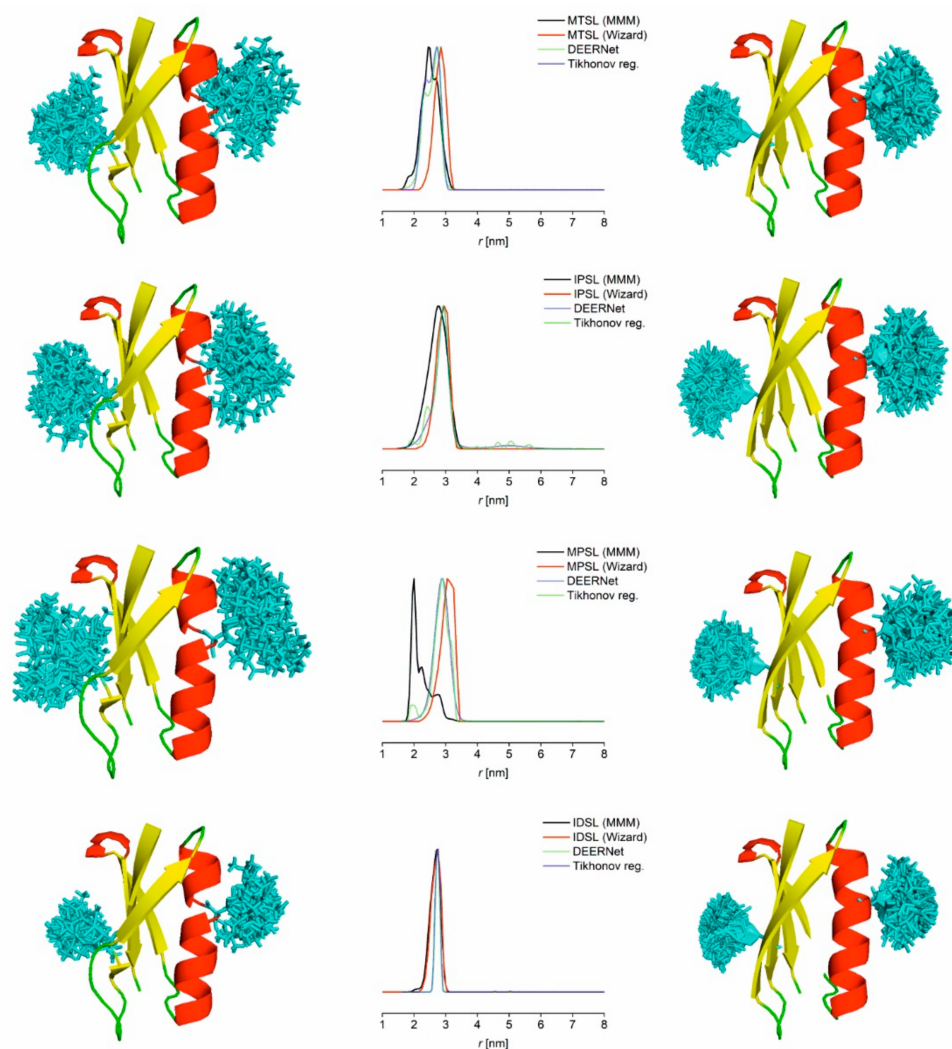 MTSL (MMM)
MTSL (Wizard)
DEERNet
Tikhonov reg.
1 2 3 4 5 6 7 8
r [nm]
IPSL (MMM)
IPSL (Wizard)
DEERNet
Tikhonov reg.
1 2 3 4 5 6 7 8
r [nm]
MPSL (MMM)
MPSL (Wizard)
DEERNet
Tikhonov reg.
1 2 3 4 5 6 7 8
r [nm]
IDSL (MMM)
IDSL (Wizard)
DEERNet
Tikhonov reg.
1 2 3 4 5 6 7 8
r [nm]